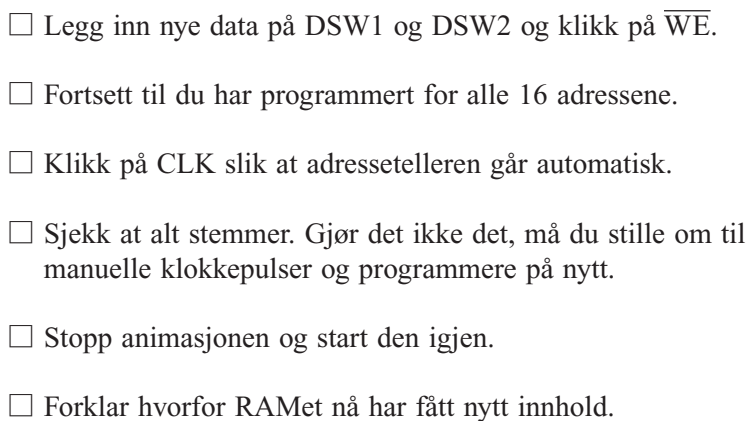 ☐ Legg inn nye data på DSW1 og DSW2 og klikk på W̅E̅.
☐ Fortsett til du har programmert for alle 16 adressene.
☐ Klikk på CLK slik at adressetelleren går automatisk.
☐ Sjekk at alt stemmer. Gjør det ikke det, må du stille om til
manuelle klokkepulser og programmere på nytt.
☐ Stopp animasjonen og start den igjen.
☐ Forklar hvorfor RAMet nå har fått nytt innhold.